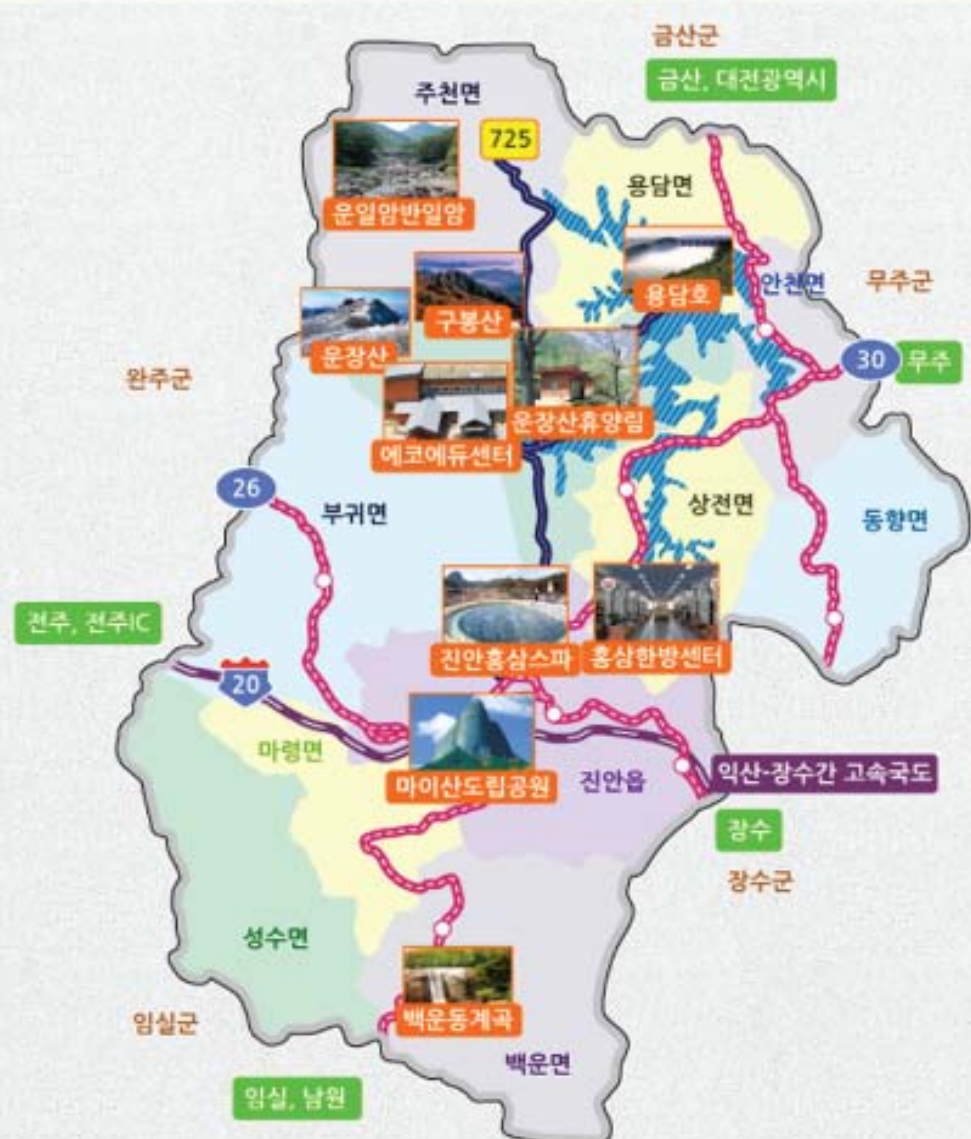 금산군
금산, 대전광역시
주천면
725
운일암반일암
용담면
용담호
안천면
무주군
구봉산
운장산
30
무주
완주군
에코에듀센터
운장산휴양림
26
부귀면
상전면
동향면
전주, 전주IC
진안홍삼스파
홍삼한방센터
20
마령면
마이산도립공원
진안읍
익산-장수간 고속국도
장수
장수군
성수면
백운동계곡
임실군
백운면
임실, 남원